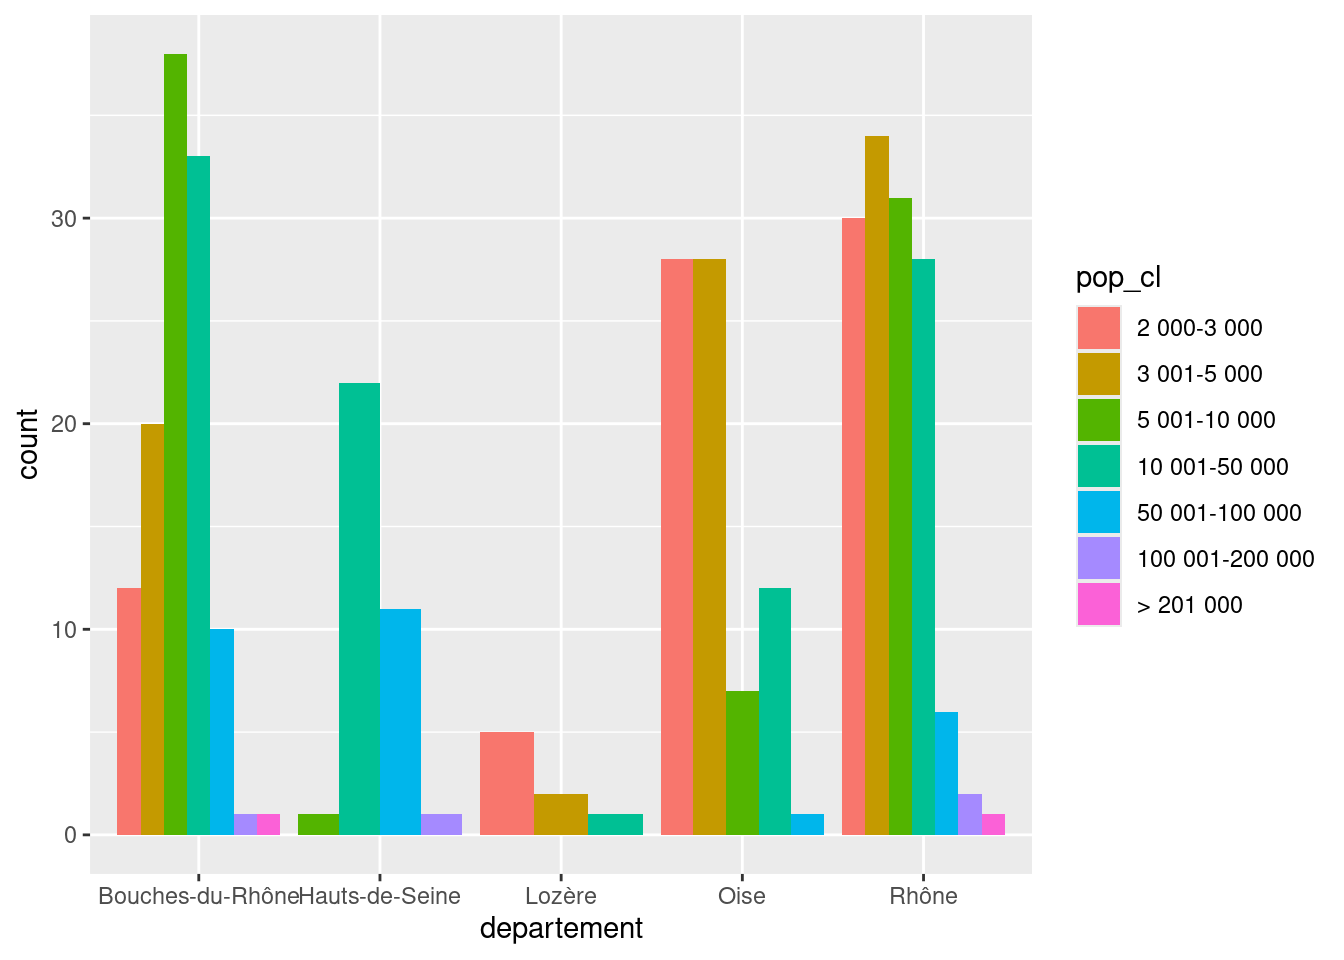 count
30
20
10
0
Bouches-du-Rhône Hauts-de-Seine Lozère Oise Rhône
departement
pop_cl
2 000-3 000
3 001-5 000
5 001-10 000
10 001-50 000
50 001-100 000
100 001-200 000
> 201 000